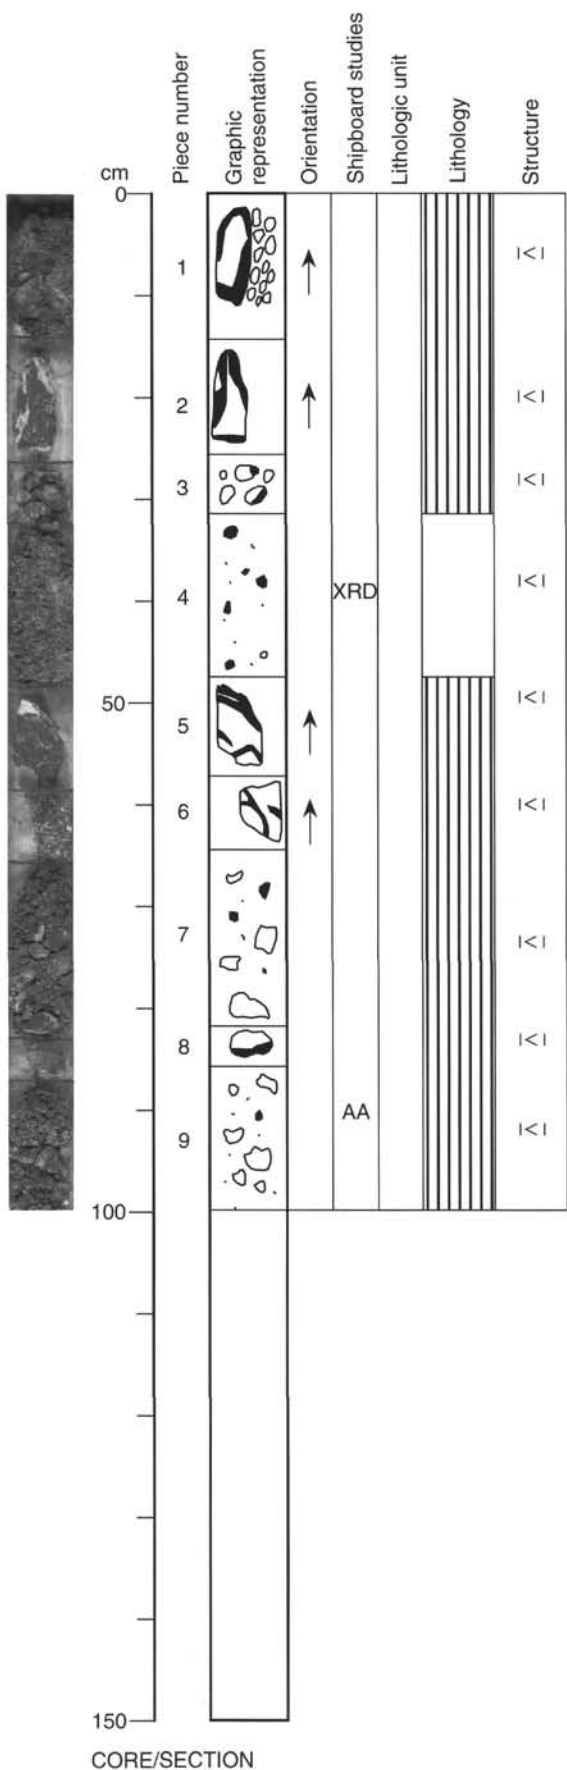 cm
Piece number
Graphic
representation
Orientation
Shipboard studies
Lithologic unit
Lithology
Structure
0
1
2
3
4
XRD
50
5
6
7
8
9
AA
100
150
CORE/SECTION